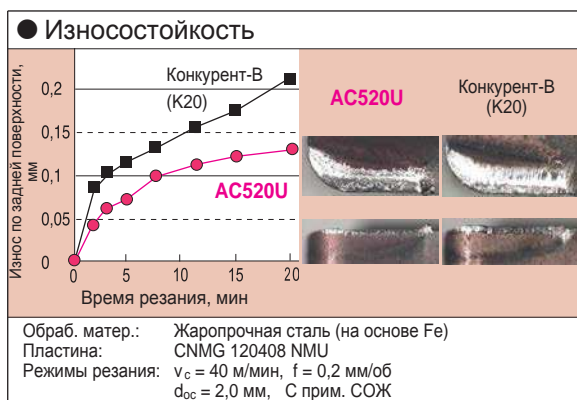 ● Износостойкость
Износ по задней поверхности, мм
0,2
0,15
0,1
0,05
0
Конкурент-B
(K20)
AC520U
0 5 10 15 20
Время резания, мин
AC520U
Конкурент-B
(K20)
Обраб. матер.: Жаропрочная сталь (на основе Fe)
Пластина: CNMG 120408 NMU
Режимы резания: vc = 40 м/мин, f = 0,2 мм/об
doc = 2,0 мм, С прим. СОЖ